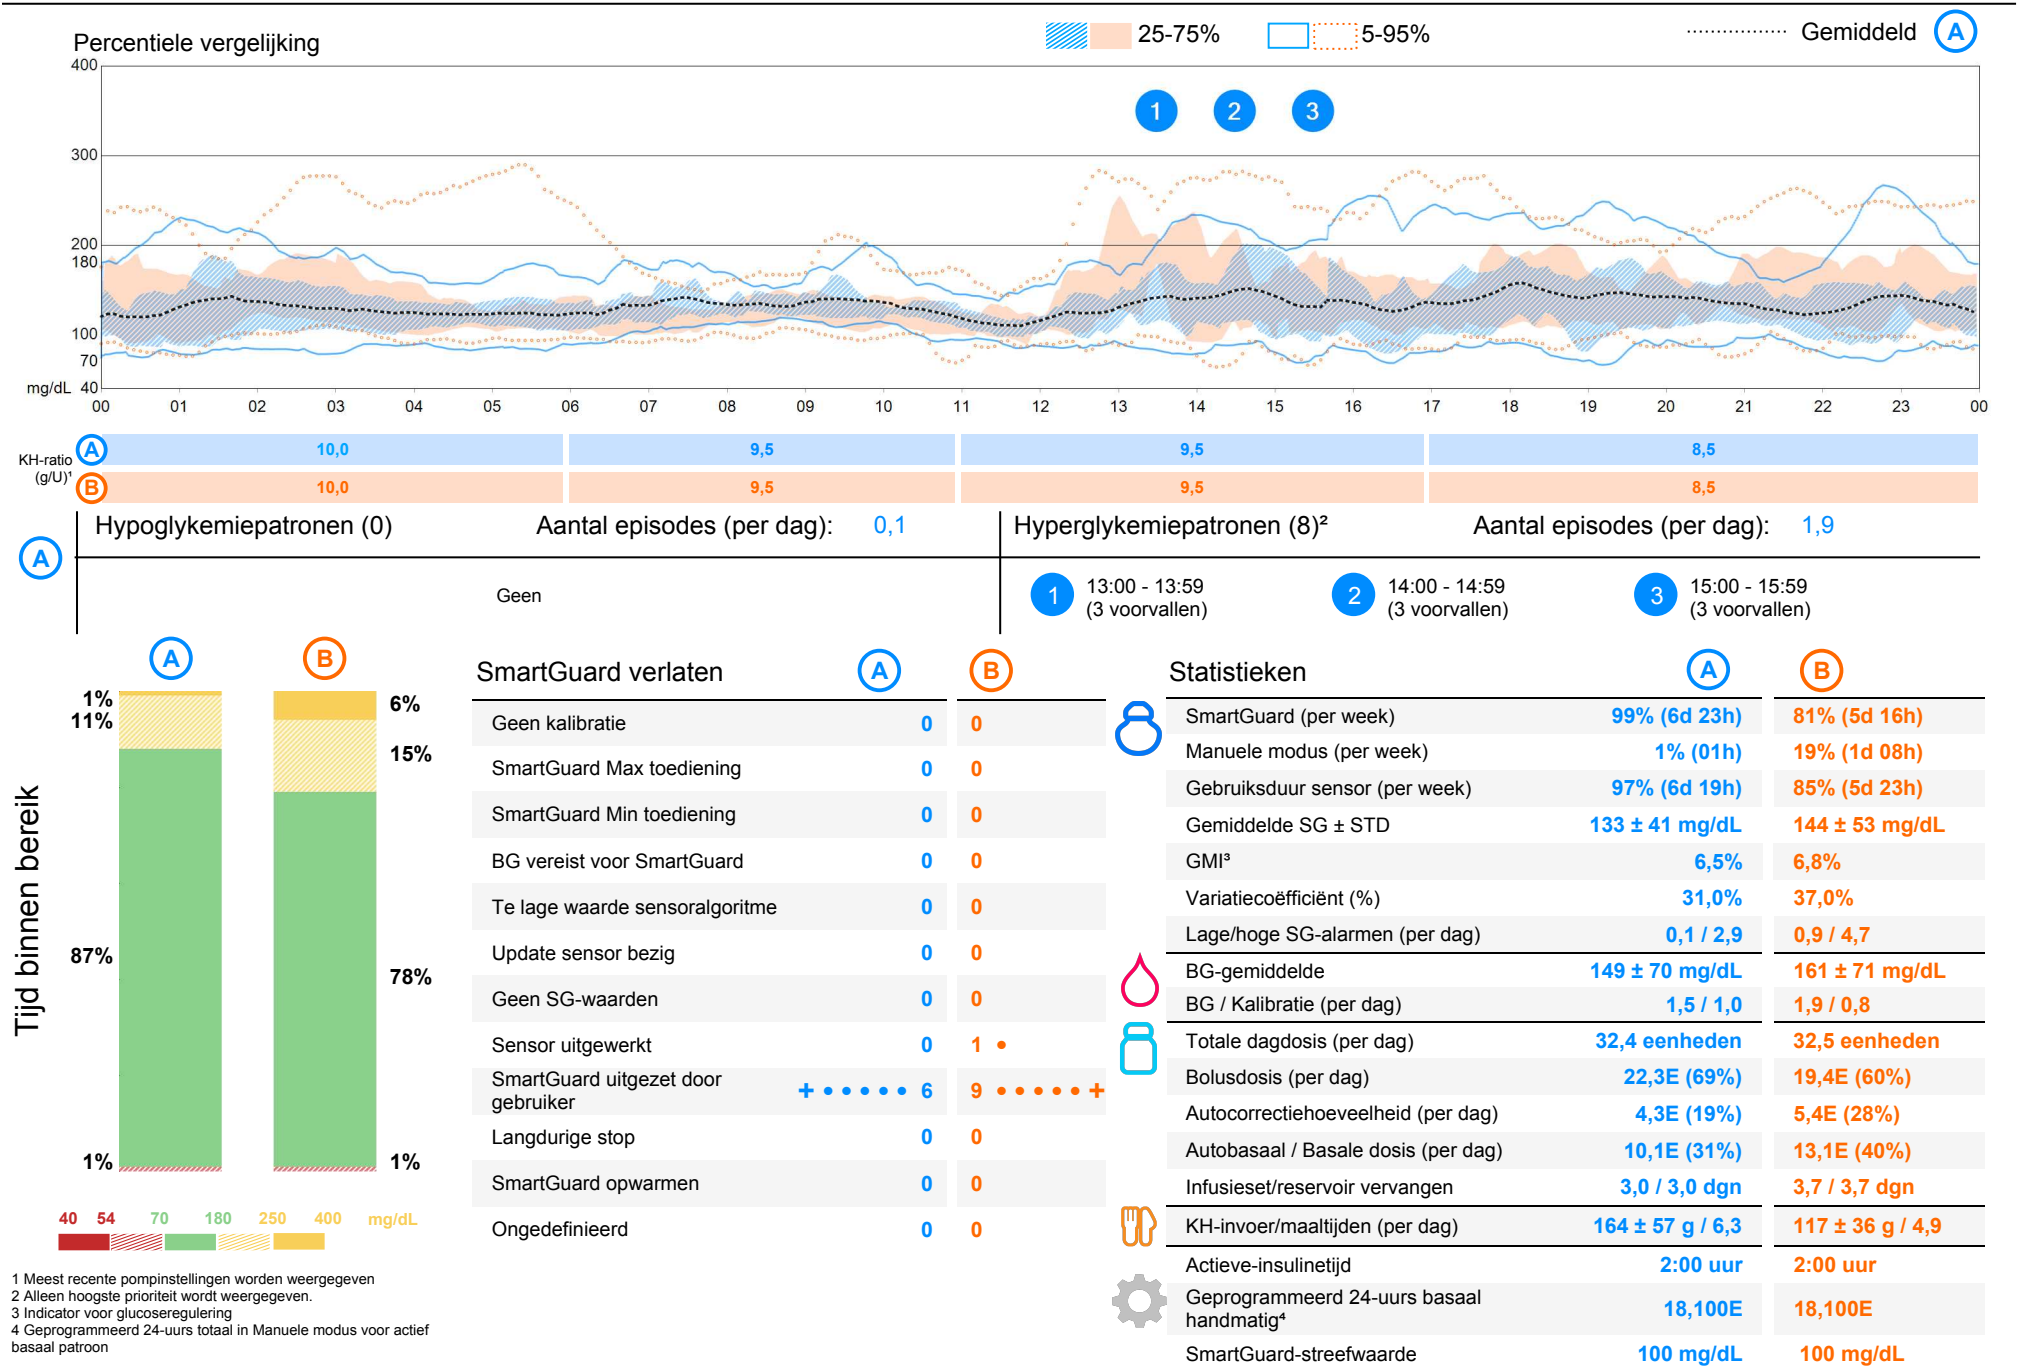 25-75% 5-95% Gemiddeld A
Percentiele vergelijking
400
1 2 3
300
200
180
100
70
mg/dL 40
00 01 02 03 04 05 06 07 08 09 10 11 12 13 14 15 16 17 18 19 20 21 22 23 00
KH-ratio (g/U)¹
A 10,0 9,5 9,5 8,5
B 10,0 9,5 9,5 8,5
A
Hypoglykemiepatronen (0) Aantal episodes (per dag): 0,1
Geen
Hyperglykemiepatronen (8)² Aantal episodes (per dag): 1,9
1 13:00 - 13:59 (3 voorvallen)
2 14:00 - 14:59 (3 voorvallen)
3 15:00 - 15:59 (3 voorvallen)
Tijd binnen bereik
A B
1% 6%
11% 15%
87% 78%
1% 1%
40 54 70 180 250 400 mg/dL
SmartGuard verlaten A B
Geen kalibratie 0 0
SmartGuard Max toediening 0 0
SmartGuard Min toediening 0 0
BG vereist voor SmartGuard 0 0
Te lage waarde sensoralgoritme 0 0
Update sensor bezig 0 0
Geen SG-waarden 0 0
Sensor uitgewerkt 0 1
SmartGuard uitgezet door
gebruiker + 6 9 +
Langdurige stop 0 0
SmartGuard opwarmen 0 0
Ongedefinieerd 0 0
Statistieken A B
SmartGuard (per week) 99% (6d 23h) 81% (5d 16h)
Manuele modus (per week) 1% (01h) 19% (1d 08h)
Gebruiksduur sensor (per week) 97% (6d 19h) 85% (5d 23h)
Gemiddelde SG ± STD 133 ± 41 mg/dL 144 ± 53 mg/dL
GMI³ 6,5% 6,8%
Variatiecoëfficiënt (%) 31,0% 37,0%
Lage/hoge SG-alarmen (per dag) 0,1 / 2,9 0,9 / 4,7
BG-gemiddelde 149 ± 70 mg/dL 161 ± 71 mg/dL
BG / Kalibratie (per dag) 1,5 / 1,0 1,9 / 0,8
Totale dagdosis (per dag) 32,4 eenheden 32,5 eenheden
Bolusdosis (per dag) 22,3E (69%) 19,4E (60%)
Autocorrectiehoeveelheid (per dag) 4,3E (19%) 5,4E (28%)
Autobasaal / Basale dosis (per dag) 10,1E (31%) 13,1E (40%)
Infusieset/reservoir vervangen 3,0 / 3,0 dgn 3,7 / 3,7 dgn
KH-invoer/maaltijden (per dag) 164 ± 57 g / 6,3 117 ± 36 g / 4,9
Actieve-insulinetijd 2:00 uur 2:00 uur
Geprogrammeerd 24-uurs basaal
handmatig⁴ 18,100E 18,100E
SmartGuard-streefwaarde 100 mg/dL 100 mg/dL
1 Meest recente pompinstellingen worden weergegeven
2 Alleen hoogste prioriteit wordt weergegeven.
3 Indicator voor glucoseregulering
4 Geprogrammeerd 24-uurs totaal in Manuele modus voor actief
basaal patroon